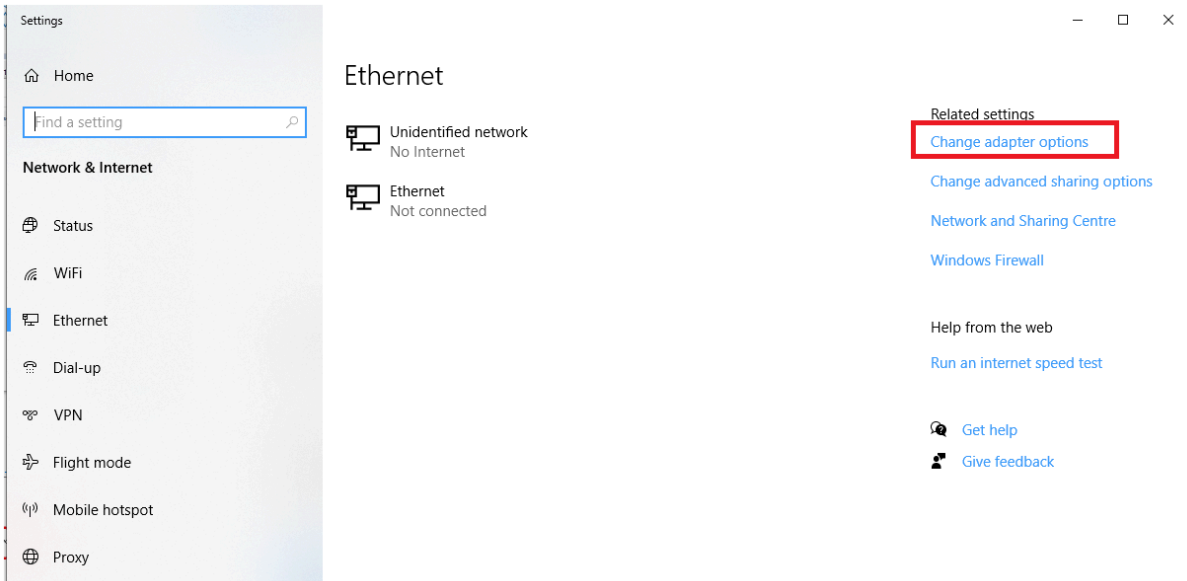 Settings
Home
Find a setting
Network & Internet
Status
WiFi
Ethernet
Dial-up
VPN
Flight mode
Mobile hotspot
Proxy
Ethernet
Unidentified network
No Internet
Ethernet
Not connected
Related settings
Change adapter options
Change advanced sharing options
Network and Sharing Centre
Windows Firewall
Help from the web
Run an internet speed test
Get help
Give feedback